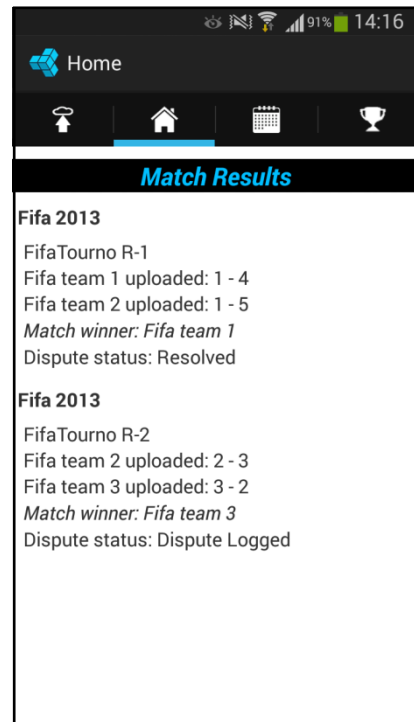 91% 14:16
Home
Match Results
Fifa 2013
FifaTourno R-1
Fifa team 1 uploaded: 1 - 4
Fifa team 2 uploaded: 1 - 5
Match winner: Fifa team 1
Dispute status: Resolved
Fifa 2013
FifaTourno R-2
Fifa team 2 uploaded: 2 - 3
Fifa team 3 uploaded: 3 - 2
Match winner: Fifa team 3
Dispute status: Dispute Logged